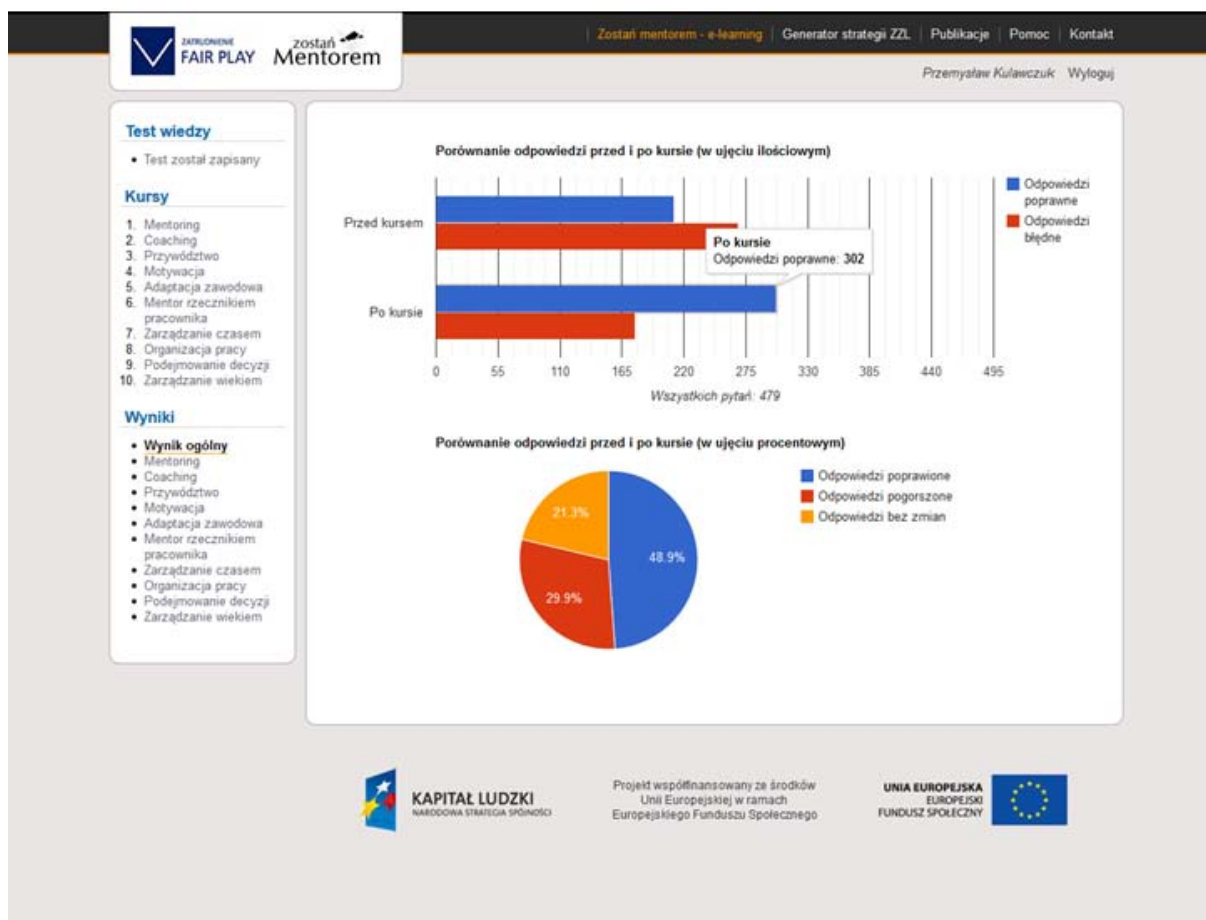 ZATRUDNIENIE
FAIR PLAY
zostań
Mentorem
Zostań mentorem - e-learning
Generator strategii ZZL
Publikacje
Pomoc
Kontakt
Przemysław Kulawczuk
Wyloguj
Test wiedzy
Test został zapisany
Kursy
1. Mentoring
2. Coaching
3. Przywództwo
4. Motywacja
5. Adaptacja zawodowa
6. Mentor rzecznikiem
pracownika
7. Zarządzanie czasem
8. Organizacja pracy
9. Podejmowanie decyzji
10. Zarządzanie wiekiem
Wyniki
Wynik ogólny
Mentoring
Coaching
Przywództwo
Motywacja
Adaptacja zawodowa
Mentor rzecznikiem
pracownika
Zarządzanie czasem
Organizacja pracy
Podejmowanie decyzji
Zarządzanie wiekiem
Porównanie odpowiedzi przed i po kursie (w ujęciu ilościowym)
Odpowiedzi
poprawne
Odpowiedzi
błędne
Przed kursem
Po kursie
Odpowiedzi poprawne: 302
Po kursie
0 55 110 165 220 275 330 385 440 495
Wszystkich pytań: 479
Porównanie odpowiedzi przed i po kursie (w ujęciu procentowym)
Odpowiedzi poprawione
Odpowiedzi pogorszone
Odpowiedzi bez zmian
21.3%
48.9%
29.9%
KAPITAŁ LUDZKI
NARODOWA STRATEGIA SPÓJNOŚCI
Projekt współfinansowany ze środków
Unii Europejskiej w ramach
Europejskiego Funduszu Społecznego
UNIA EUROPEJSKA
EUROPEJSKI
FUNDUSZ SPOŁECZNY